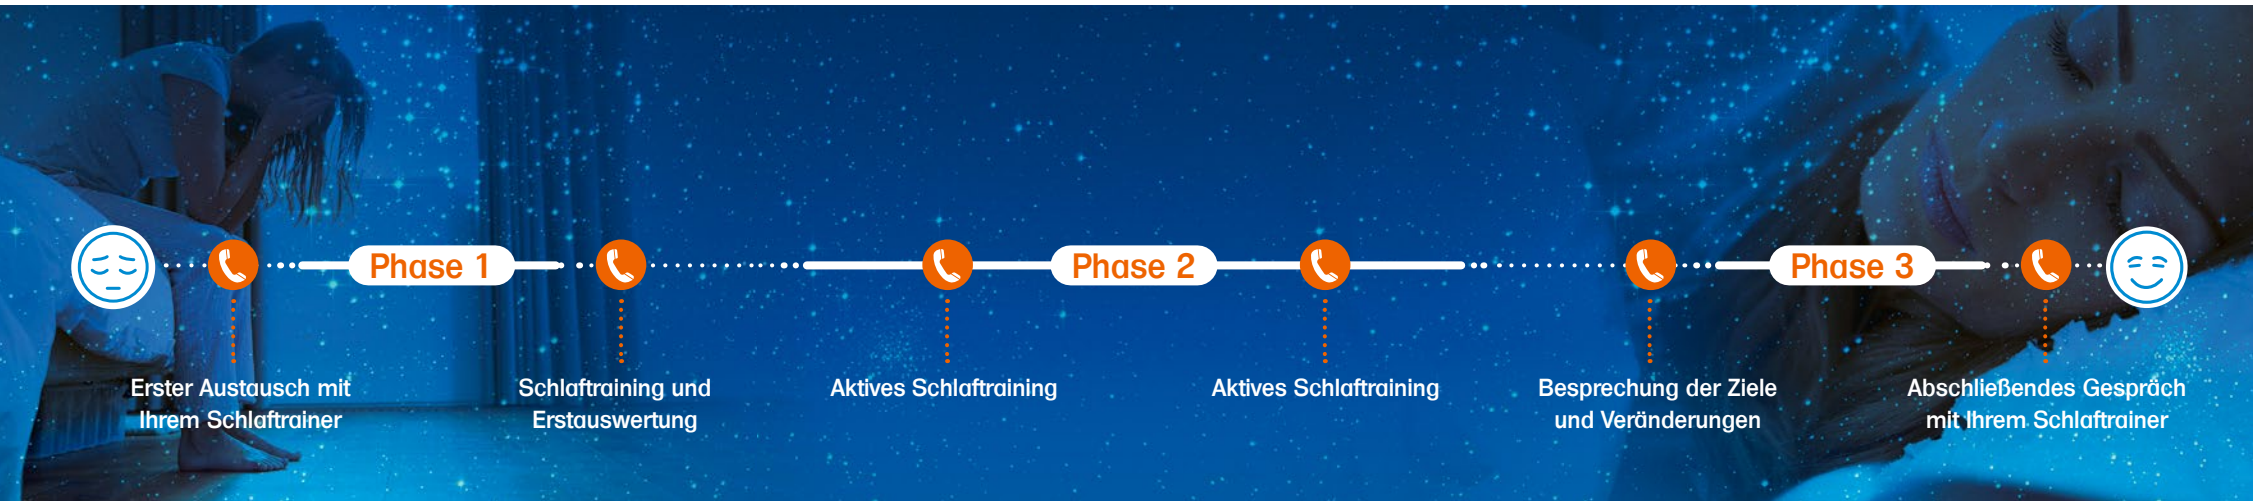 Phase 1
Phase 2
Phase 3
Erster Austausch mit
Ihrem Schlaftrainer
Schlaftraining und
Erstauswertung
Aktives Schlaftraining
Aktives Schlaftraining
Besprechung der Ziele
und Veränderungen
Abschließendes Gespräch
mit Ihrem Schlaftrainer